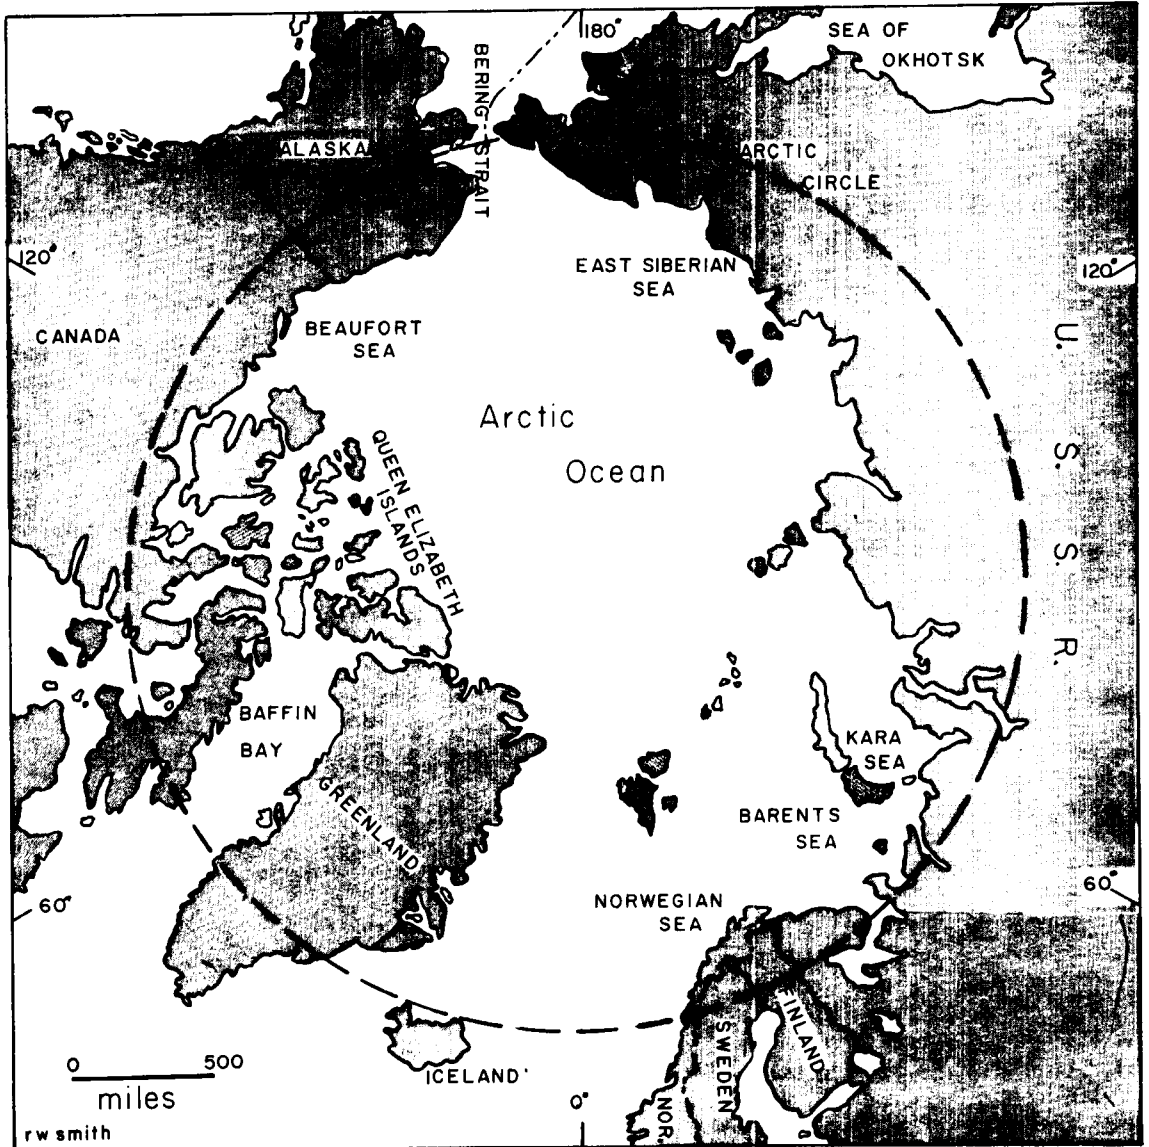 180°
SEA OF
OKHOTSK
BERING STRAIT
ALASKA
ARCTIC
CIRCLE
120°
120°
EAST SIBERIAN
SEA
CANADA
BEAUFORT
SEA
U. S. S. R.
Arctic
Ocean
QUEEN ELIZABETH
ISLANDS
BAFFIN
BAY
KARA
SEA
GREENLAND
BARENTS
SEA
60°
60°
NORWEGIAN
SEA
FINLAND
SWEDEN
NOR.
ICELAND
0 500
miles
0°
rw smith